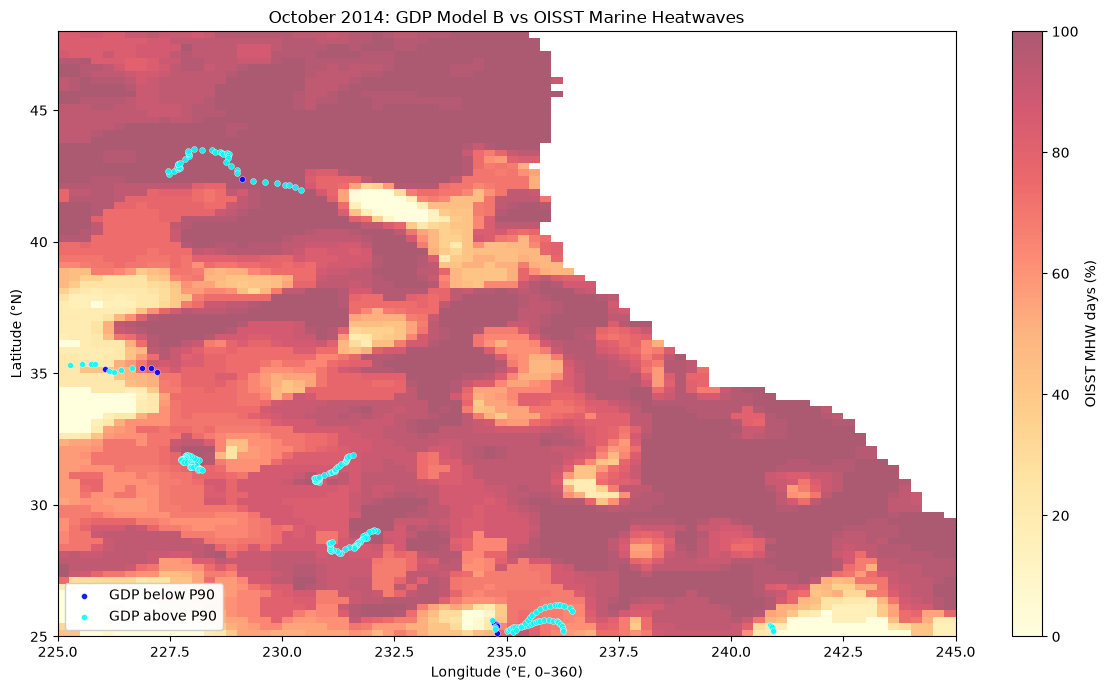 October 2014: GDP Model B vs OISST Marine Heatwaves
45
40
35
30
25
Latitude (°N)
GDP below P90
GDP above P90
225.0 227.5 230.0 232.5 235.0 237.5 240.0 242.5 245.0
Longitude (°E, 0–360)
100
80
60
40
20
0
OISST MHW days (%)